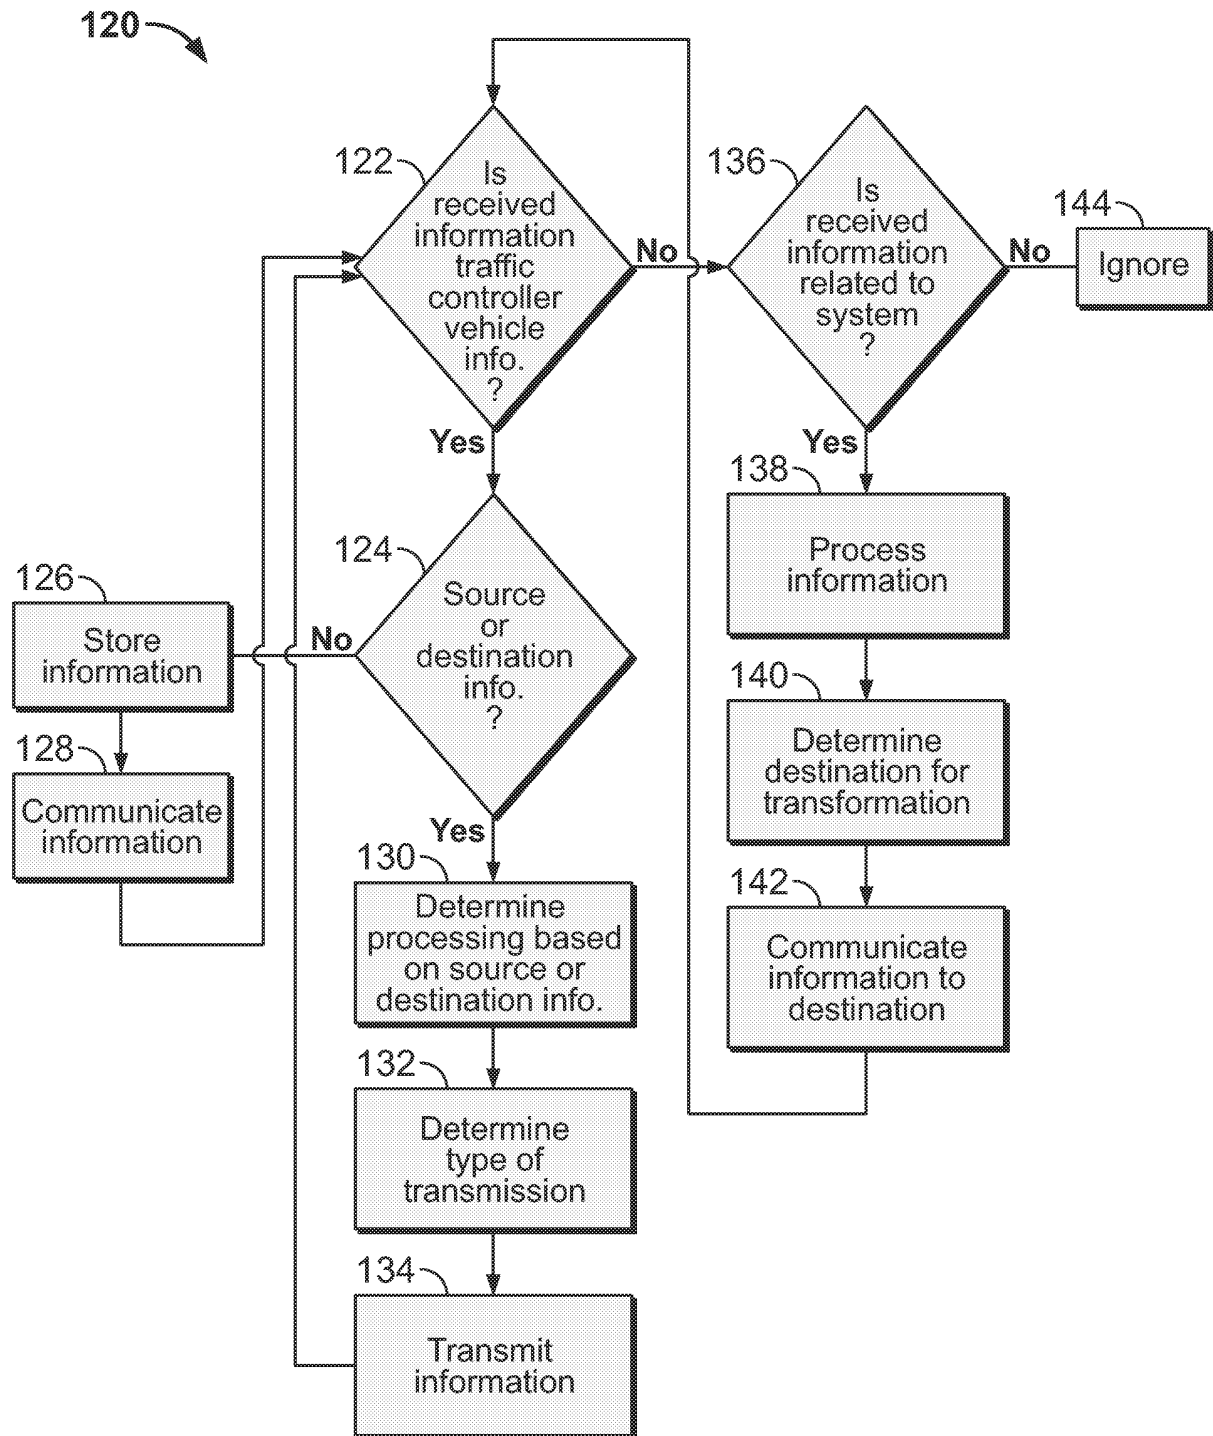 120
122
Is
received
information
traffic
controller
vehicle
info.
?
No
Yes
136
Is
received
information
related to
system
?
No
Yes
144
Ignore
124
Source
or
destination
info.
?
No
Yes
126
Store
information
128
Communicate
information
130
Determine
processing based
on source or
destination info.
132
Determine
type of
transmission
134
Transmit
information
138
Process
information
140
Determine
destination for
transformation
142
Communicate
information to
destination